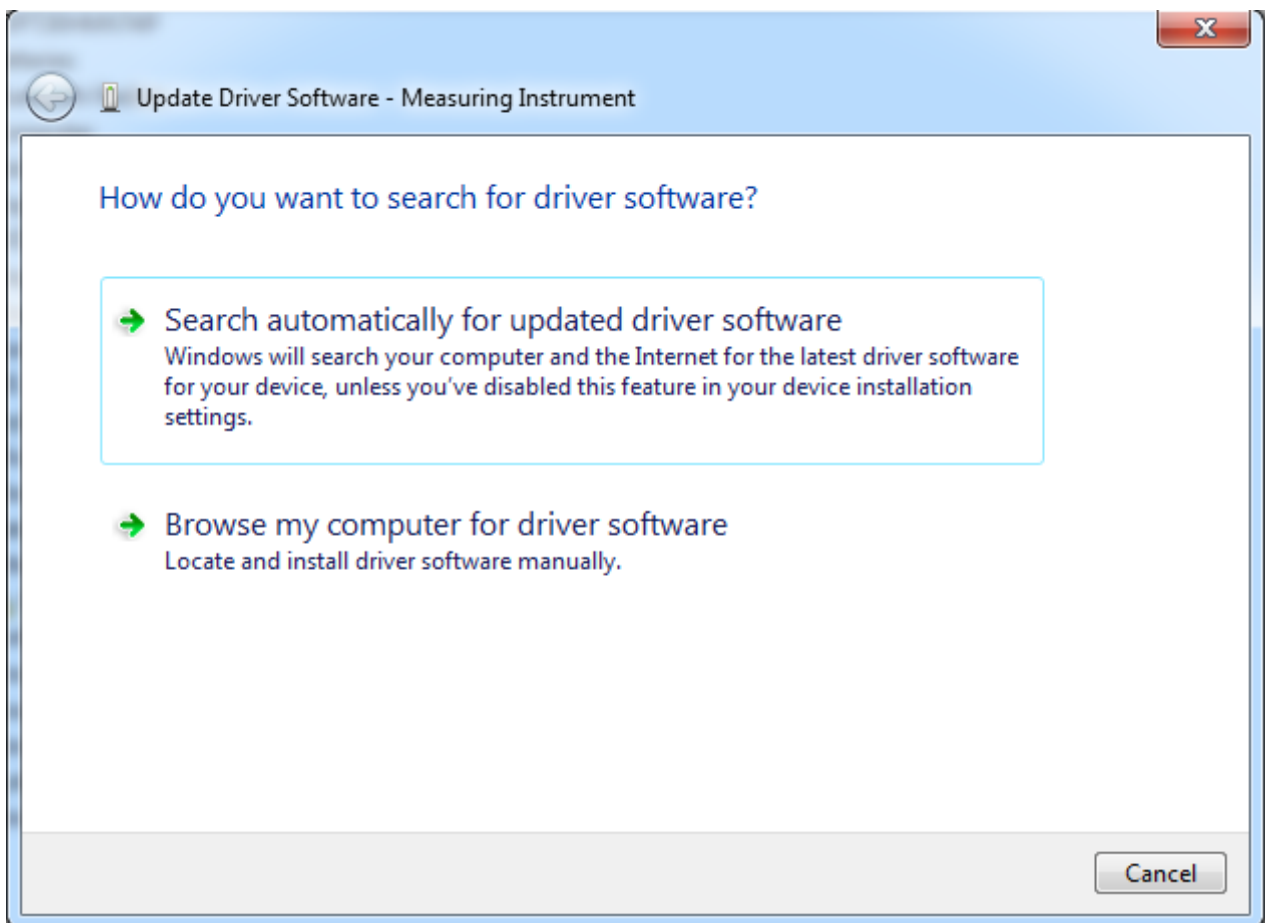 Update Driver Software - Measuring Instrument
How do you want to search for driver software?
Search automatically for updated driver software
Windows will search your computer and the Internet for the latest driver software
for your device, unless you've disabled this feature in your device installation
settings.
Browse my computer for driver software
Locate and install driver software manually.
Cancel